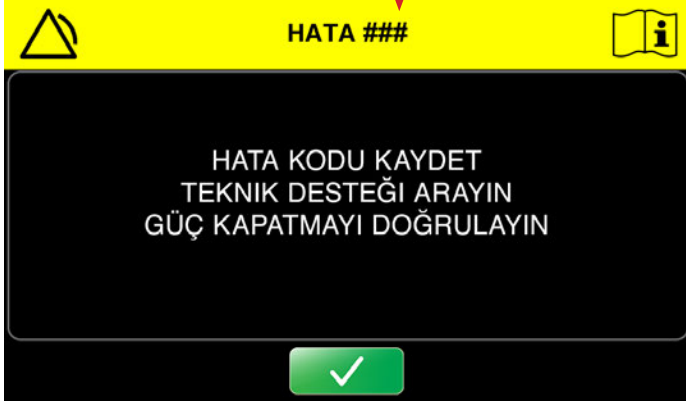 HATA ###
HATA KODU KAYDET
TEKNIK DESTEĞI ARAYIN
GÜÇ KAPATMAYI DOĞRULAYIN